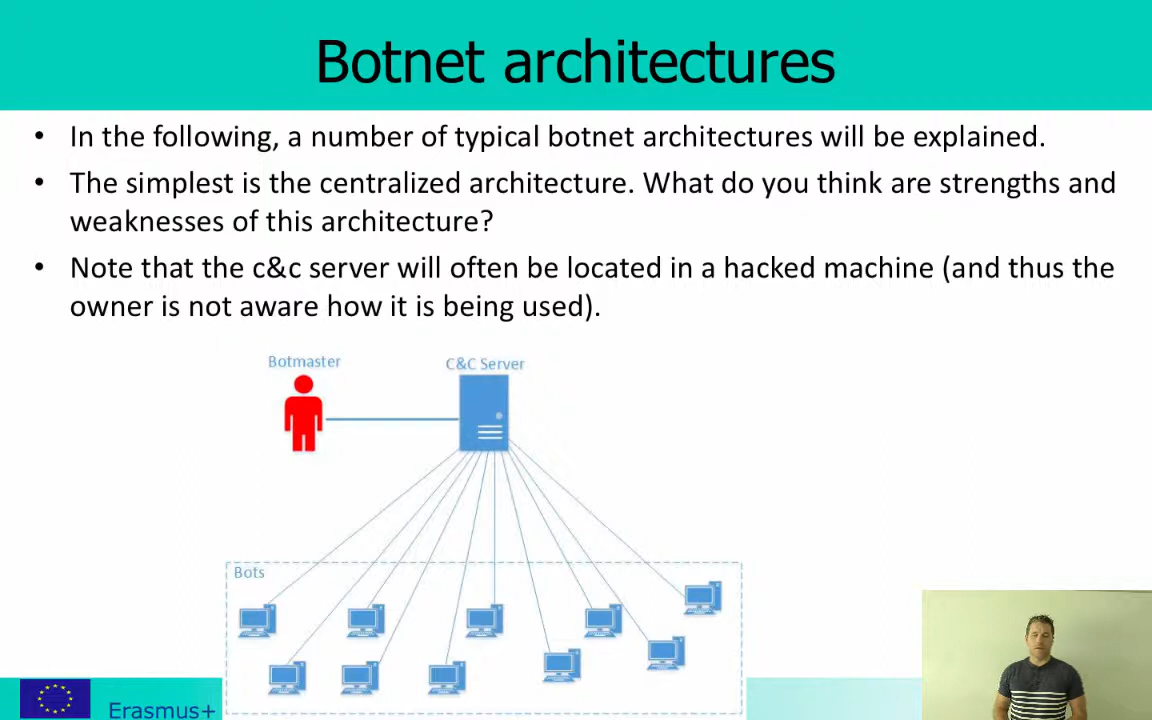 Botnet architectures
• In the following, a number of typical botnet architectures will be explained.
• The simplest is the centralized architecture. What do you think are strengths and
weaknesses of this architecture?
• Note that the c&c server will often be located in a hacked machine (and thus the
owner is not aware how it is being used).
Botmaster
C&C Server
Bots
Erasmus+